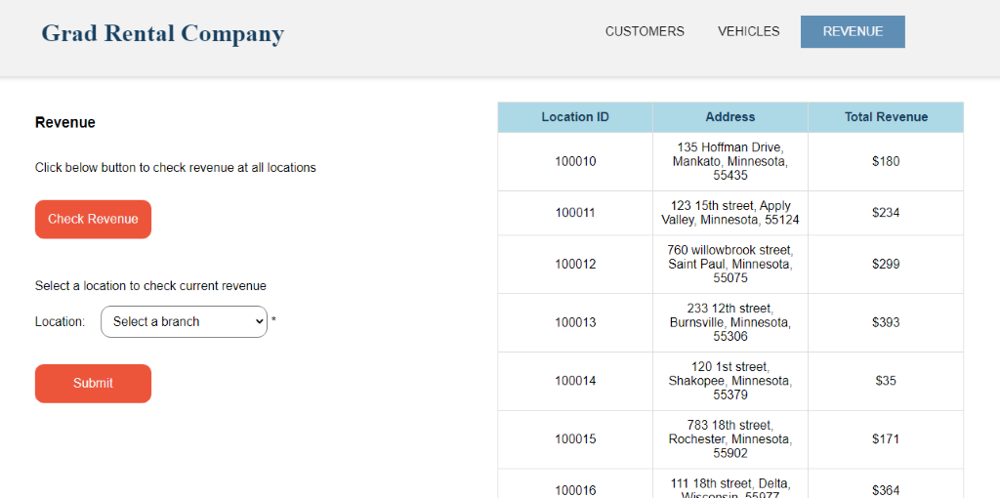 Grad Rental Company
CUSTOMERS
VEHICLES
REVENUE
Revenue
Click below button to check revenue at all locations
Check Revenue
Select a location to check current revenue
Location:
Select a branch
*
Submit
Location ID
Address
Total Revenue
100010
135 Hoffman Drive,
Mankato, Minnesota,
55435
$180
100011
123 15th street, Apply
Valley, Minnesota, 55124
$234
100012
760 willowbrook street,
Saint Paul, Minnesota,
55075
$299
100013
233 12th street,
Burnsville, Minnesota,
55306
$393
100014
120 1st street,
Shakopee, Minnesota,
55379
$35
100015
783 18th street,
Rochester, Minnesota,
55902
$171
100016
111 18th street, Delta,
Wisconsin, 55977
$364